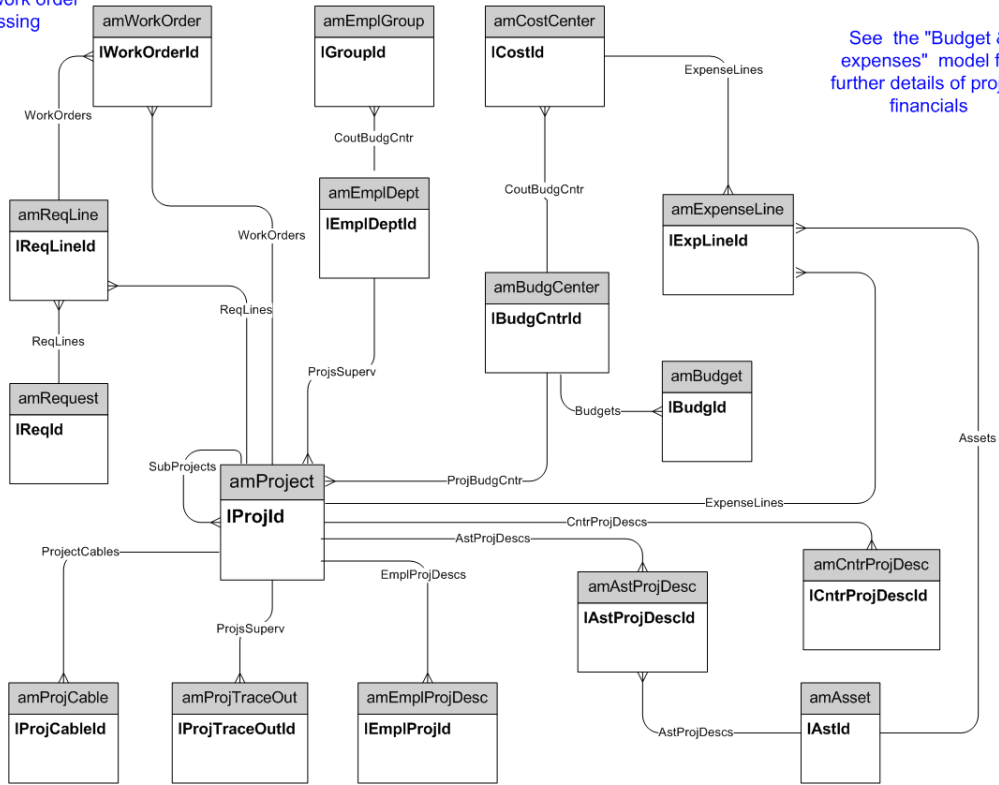 work order
ssing
amWorkOrder
lWorkOrderId
amEmplGroup
lGroupId
amCostCenter
lCostId
See the "Budget &
expenses" model f
further details of proj
financials
ExpenseLines
WorkOrders
CoutBudgCntr
amEmplDept
lEmplDeptId
CoutBudgCntr
amReqLine
lReqLineId
amExpenseLine
lExpLineId
WorkOrders
amBudgCenter
lBudgCntrId
ReqLines
ReqLines
ProjsSuperv
amBudget
lBudgId
amRequest
lReqId
Budgets
Assets
SubProjects
amProject
lProjId
ProjBudgCntr
ExpenseLines
CntrProjDescs
AstProjDescs
ProjectCables
EmplProjDescs
amCntrProjDesc
lCntrProjDescId
amAstProjDesc
lAstProjDescId
ProjsSuperv
amProjCable
lProjCableId
amProjTraceOut
lProjTraceOutId
amEmplProjDesc
lEmplProjId
amAsset
lAstId
AstProjDescs